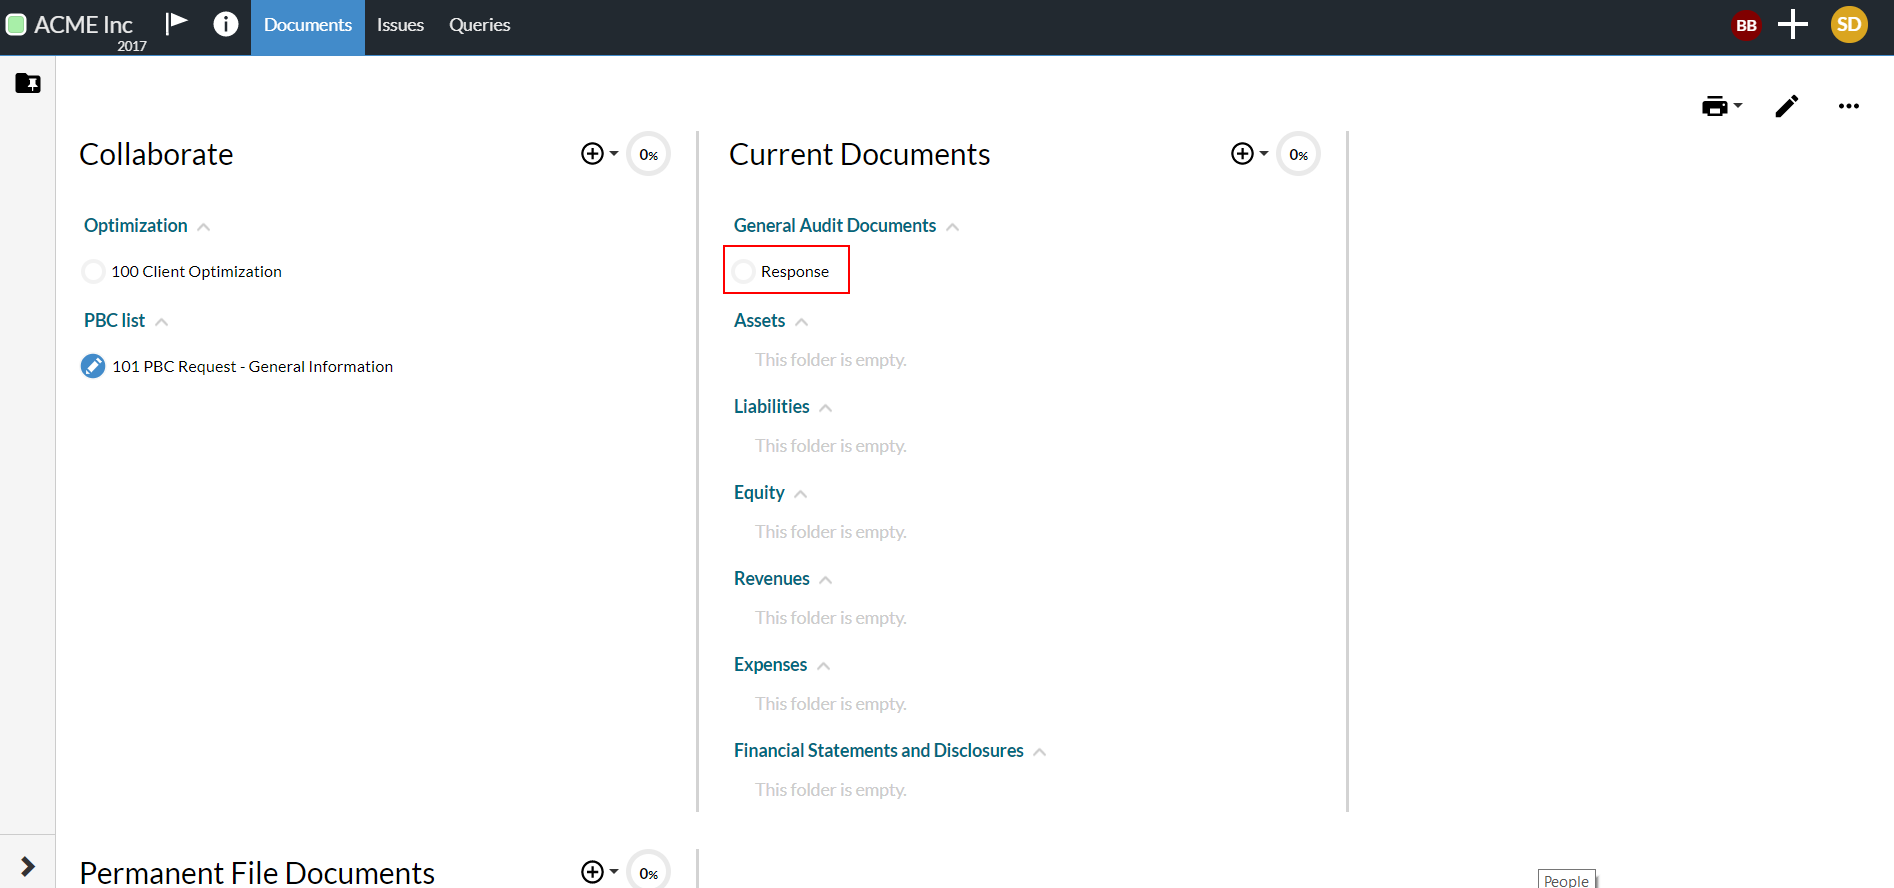 ACME Inc
2017
Documents
Issues
Queries
BB
SD
Collaborate
0%
Optimization
100 Client Optimization
PBC list
101 PBC Request - General Information
Current Documents
0%
General Audit Documents
Response
Assets
This folder is empty.
Liabilities
This folder is empty.
Equity
This folder is empty.
Revenues
This folder is empty.
Expenses
This folder is empty.
Financial Statements and Disclosures
This folder is empty.
Permanent File Documents
0%
People